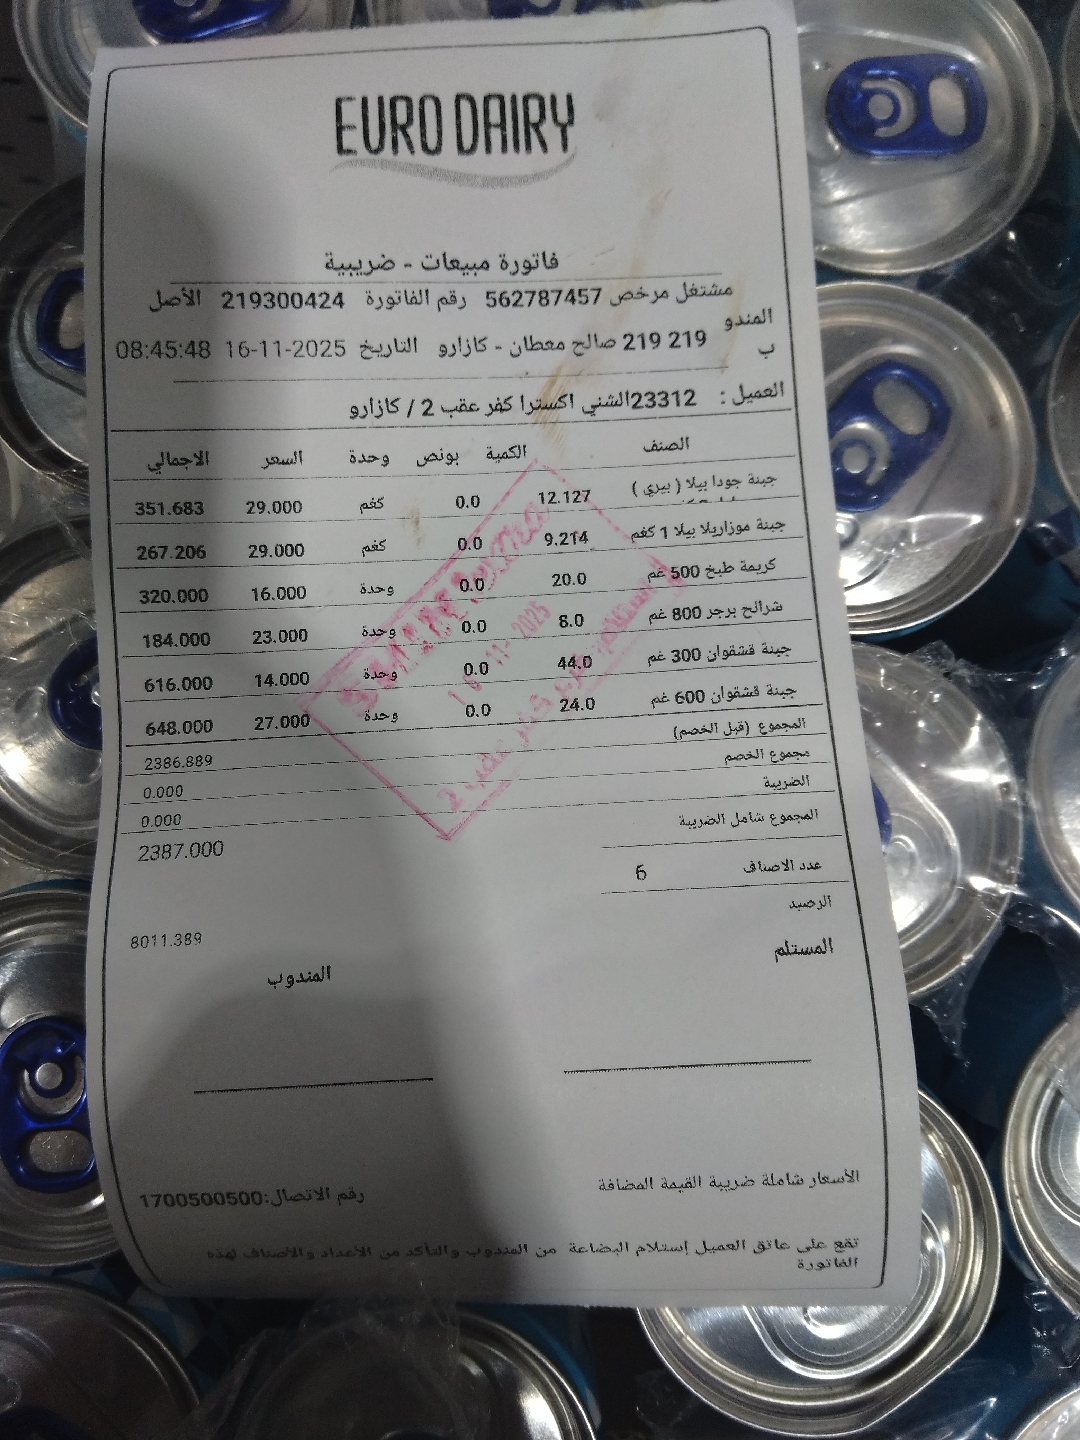 EURO DAIRY
فاتورة مبيعات - ضريبية
مشتغل مرخص 562787457 رقم الفاتورة 219300424 الأصل
المندوب 219 219 صالح معطان - كازارو التاريخ 16-11-2025 08:45:48
العميل : 23312الشني اكسترا كفر عقب 2 / كازارو
الصنف الكمية بونص وحدة السعر الاجمالي
جبنة جودا بيلا ( بيري ) 12.127 0.0 كغم 29.000 351.683
جبنة موزاريلا بيلا 1 كغم 9.214 0.0 كغم 29.000 267.206
كريمة طبخ 500 غم 20.0 0.0 وحدة 16.000 320.000
شرائح برجر 800 غم 8.0 0.0 وحدة 23.000 184.000
جبنة قشقوان 300 غم 44.0 0.0 وحدة 14.000 616.000
جبنة قشقوان 600 غم 24.0 0.0 وحدة 27.000 648.000
المجموع (قبل الخصم) 2386.889
مجموع الخصم 0.000
الضريبة 0.000
المجموع شامل الضريبة 2387.000
عدد الاصناف 6
الرصيد 8011.389
المستلم المندوب
الأسعار شاملة ضريبة القيمة المضافة رقم الاتصال:1700500500
تقع على عاتق العميل إستلام البضاعة من المندوب والتأكد من الأعداد والأصناف لهذه
الفاتورة
11- 2025
كفر عقب 2